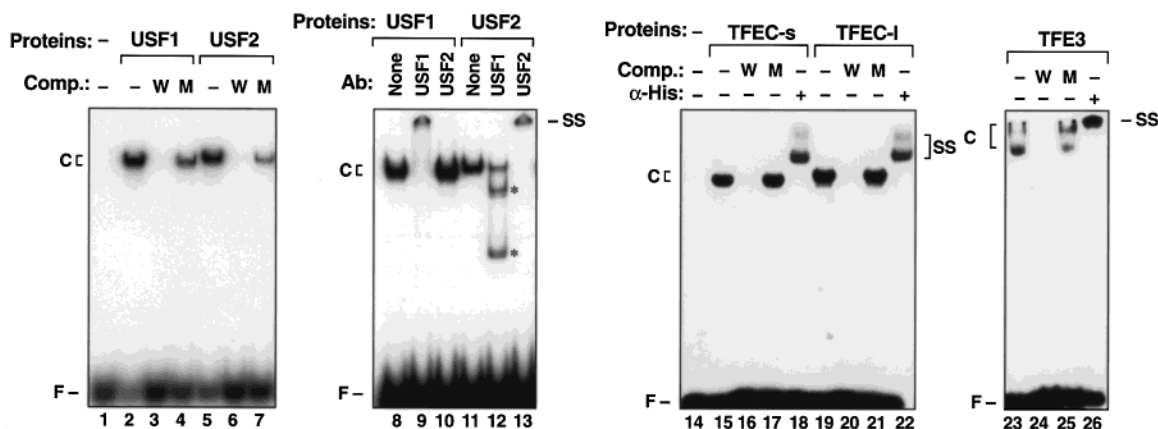 Proteins: – USF1 USF2
Comp.: – – W M – W M
C
F –
1 2 3 4 5 6 7
Proteins: USF1 USF2
Ab: None USF1 USF2 None USF1 USF2
– SS
C
*
*
F –
8 9 10 11 12 13
Proteins: – TFEC-s TFEC-l
Comp.: – – W M – – W M –
α-His: – – – – + – – – +
SS
C
F –
14 15 16 17 18 19 20 21 22
TFE3
– W M –
– – – +
C
– SS
F –
23 24 25 26